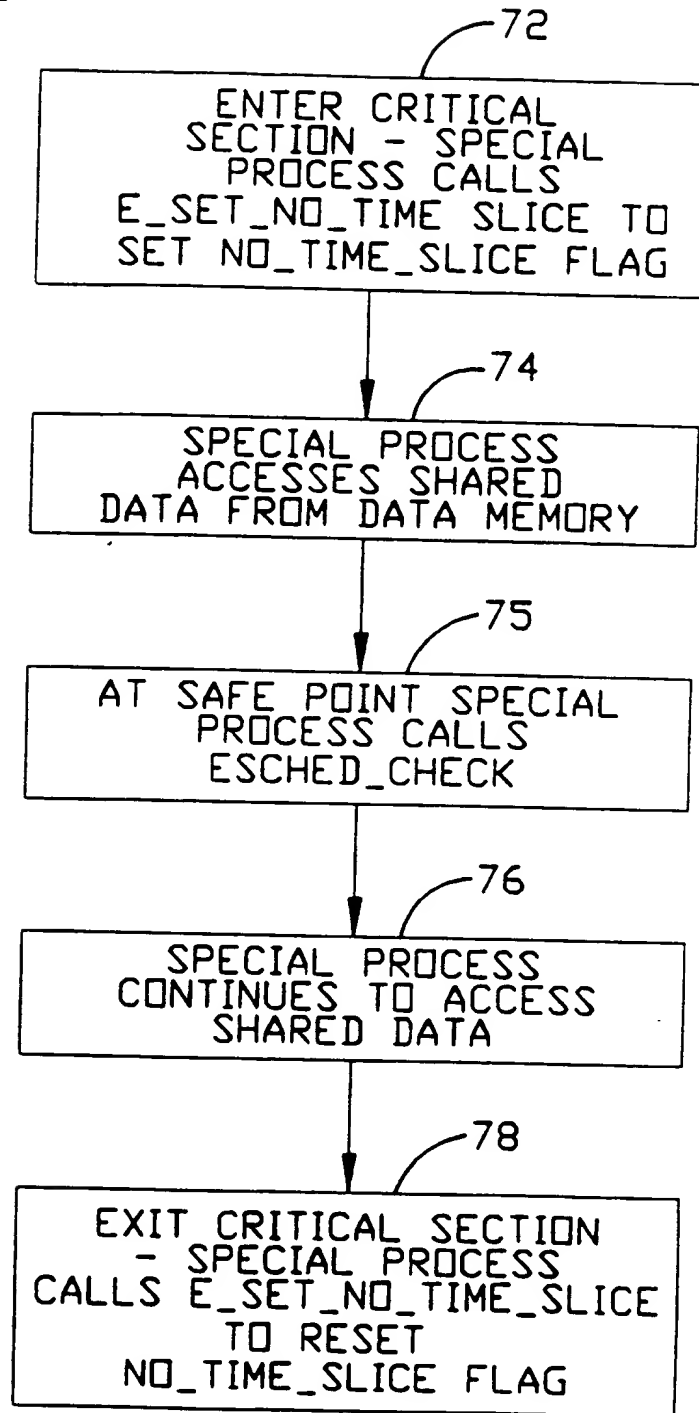 72
ENTER CRITICAL
SECTION - SPECIAL
PROCESS CALLS
E_SET_NO_TIME SLICE TO
SET NO_TIME_SLICE FLAG
74
SPECIAL PROCESS
ACCESSES SHARED
DATA FROM DATA MEMORY
75
AT SAFE POINT SPECIAL
PROCESS CALLS
ESCHED_CHECK
76
SPECIAL PROCESS
CONTINUES TO ACCESS
SHARED DATA
78
EXIT CRITICAL SECTION
- SPECIAL PROCESS
CALLS E_SET_NO_TIME_SLICE
TO RESET
NO_TIME_SLICE FLAG